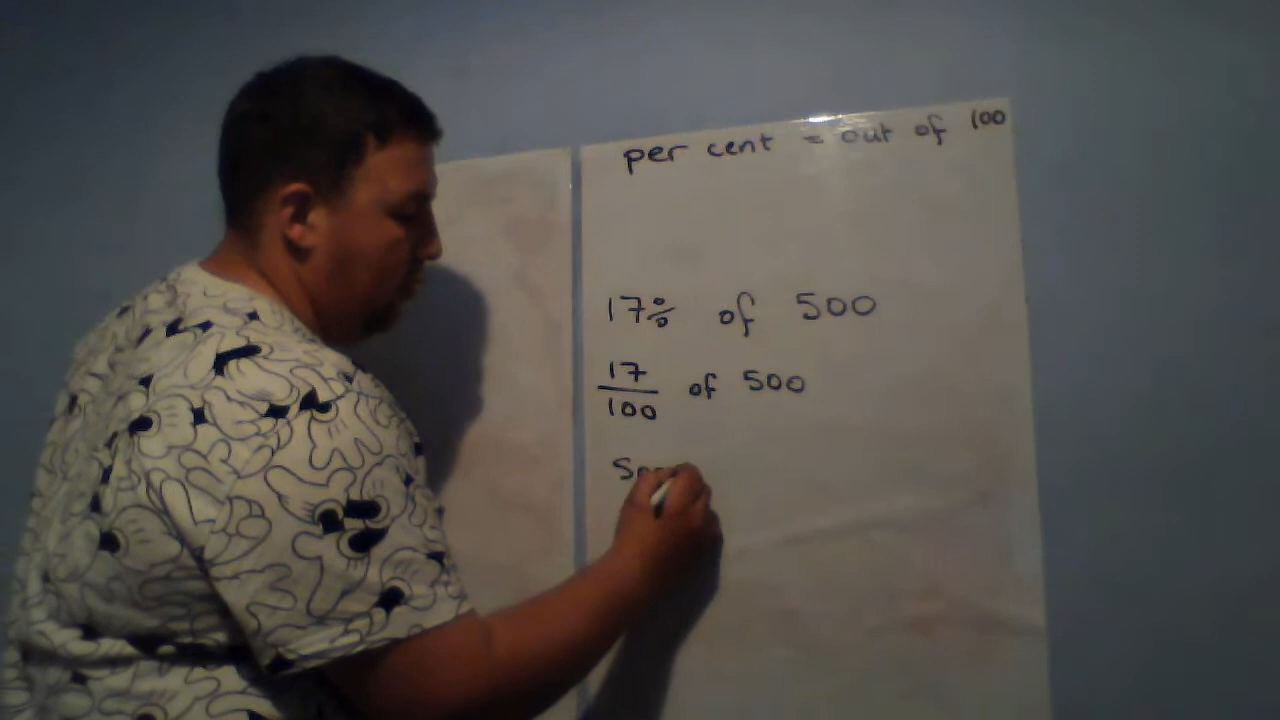 per cent = out of 100
17% of 500
17
100 of 500